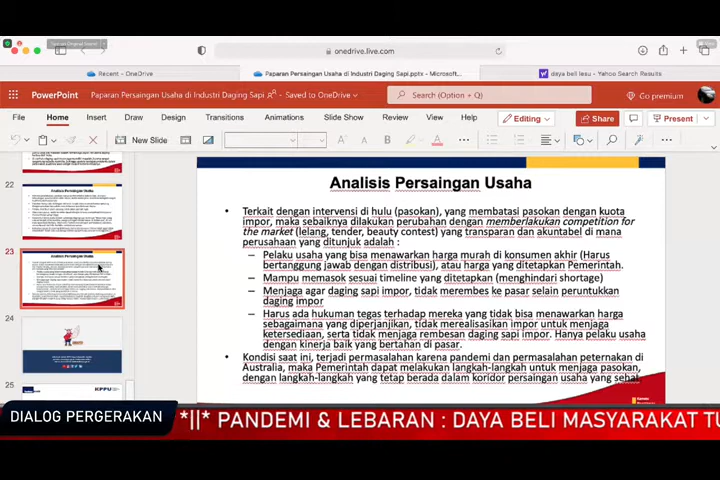 onedrive.live.com
Recent - OneDrive
Paparan Persaingan Usaha di Industri Daging Sapi.pptx - Microsoft...
daya beli lesu - Yahoo Search Results
PowerPoint
Paparan Persaingan Usaha di Industri Daging Sapi - Saved to OneDrive
Search (Option + Q)
Go premium
File
Home
Insert
Draw
Design
Transitions
Animations
Slide Show
Review
View
Help
Editing
Share
Present
New Slide
22
23
24
25
KPPU
Analisis Persaingan Usaha
Terkait dengan intervensi di hulu (pasokan), yang membatasi pasokan dengan kuota
impor, maka sebaiknya dilakukan perubahan dengan memberlakukan competition for
the market (lelang, tender, beauty contest) yang transparan dan akuntabel di mana
perusahaan yang ditunjuk adalah :
– Pelaku usaha yang bisa menawarkan harga murah di konsumen akhir (Harus
bertanggung jawab dengan distribusi), atau harga yang ditetapkan Pemerintah.
– Mampu memasok sesuai timeline yang ditetapkan (menghindari shortage)
– Menjaga agar daging sapi impor, tidak merembes ke pasar selain peruntukkan
daging impor
– Harus ada hukuman tegas terhadap mereka yang tidak bisa menawarkan harga
sebagaimana yang diperjanjikan, tidak merealisasikan impor untuk menjaga
ketersediaan, serta tidak menjaga rembesan daging sapi impor. Hanya pelaku usaha
dengan kinerja baik yang bertahan di pasar.
Kondisi saat ini, terjadi permasalahan karena pandemi dan permasalahan peternakan di
Australia, maka Pemerintah dapat melakukan langkah-langkah untuk menjaga pasokan,
dengan langkah-langkah yang tetap berada dalam koridor persaingan usaha yang sehat
DIALOG PERGERAKAN
*||* PANDEMI & LEBARAN : DAYA BELI MASYARAKAT TU